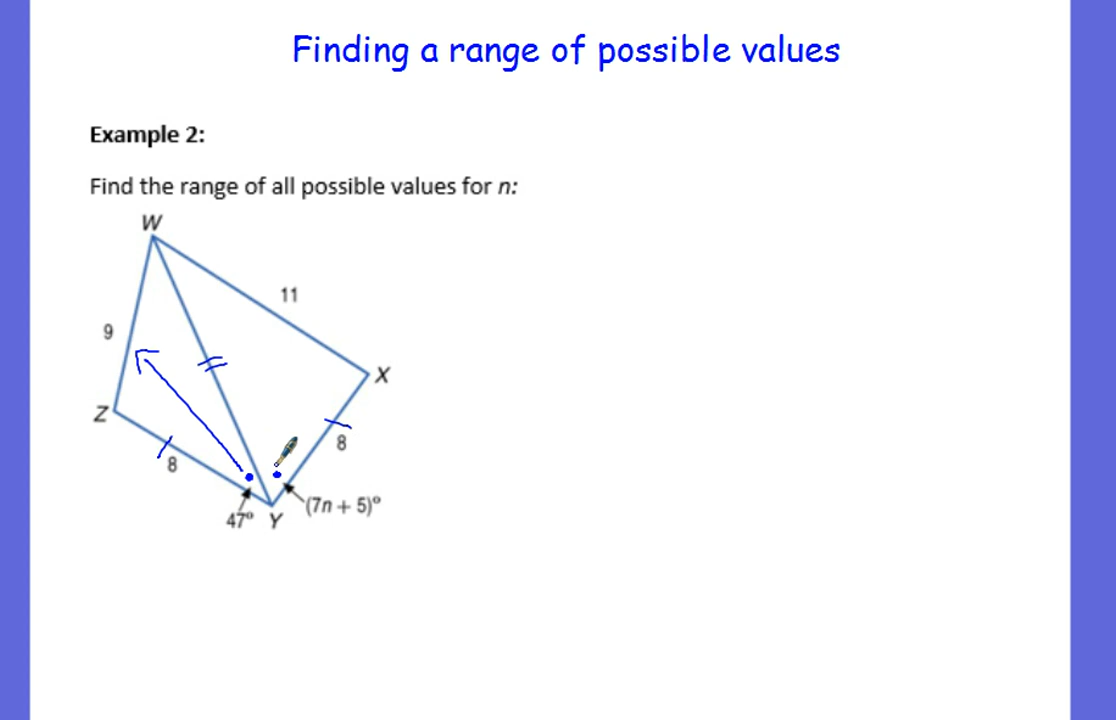 Finding a range of possible values
Example 2:
Find the range of all possible values for n:
W
11
9
X
Z
8
8
47° Y (7n + 5)°